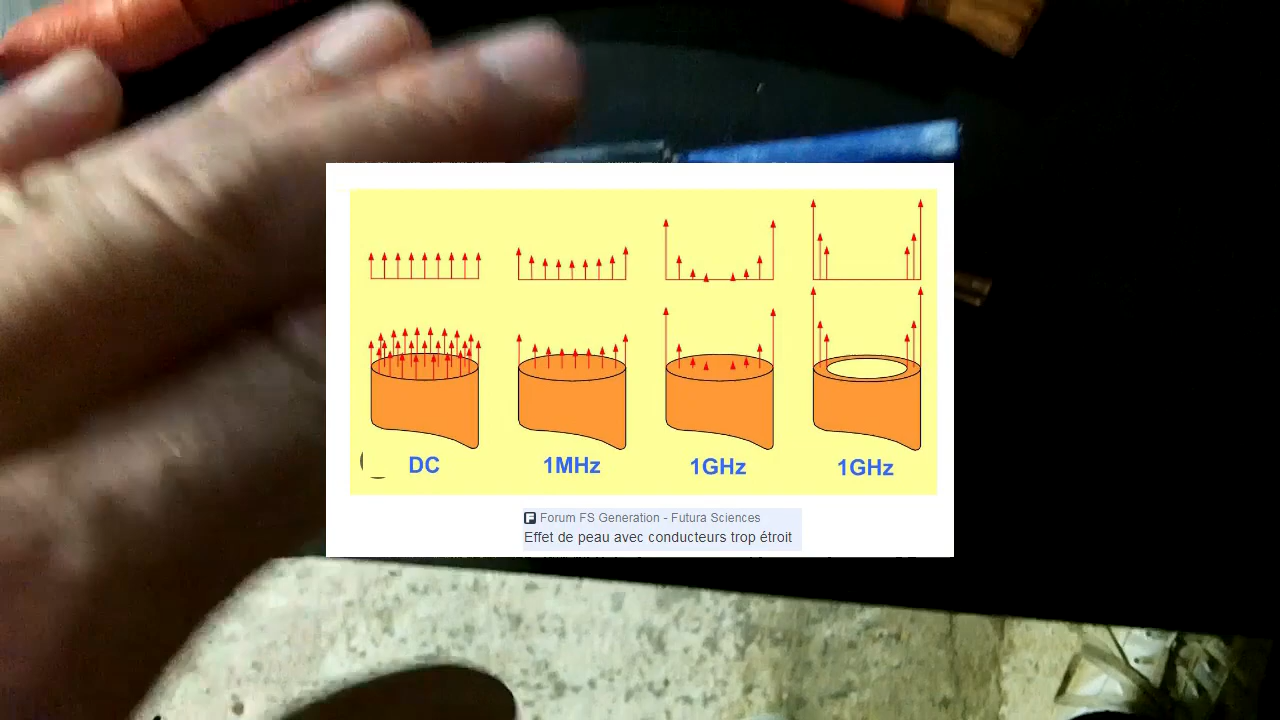 DC
1MHz
1GHz
1GHz
Forum FS Generation - Futura Sciences
Effet de peau avec conducteurs trop étroit